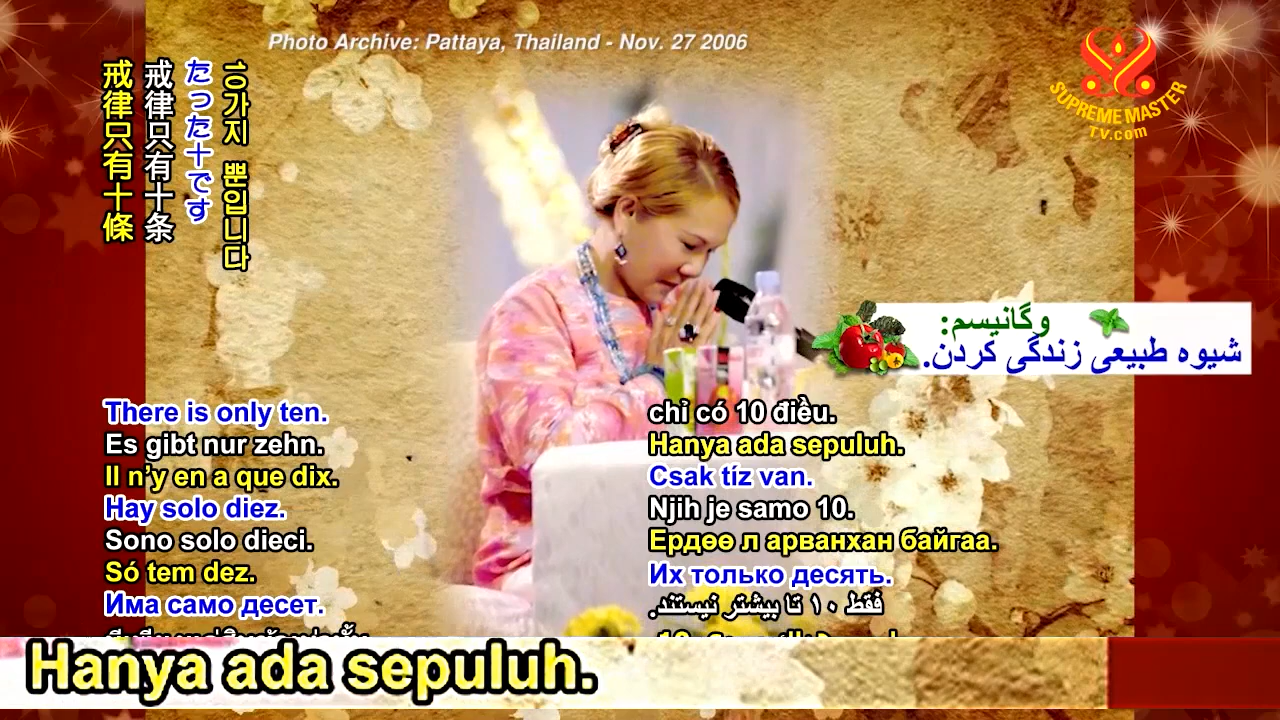 Photo Archive: Pattaya, Thailand - Nov. 27 2006
SUPREME MASTER
TV.com
戒律只有十條
戒律只有十条
たった十です
10가지 뿐입니다
وگانیسم:
شیوه طبیعی زندگی کردن.
There is only ten.
Es gibt nur zehn.
Il n’y en a que dix.
Hay solo diez.
Sono solo dieci.
Só tem dez.
Има само десет.
chỉ có 10 điều.
Hanya ada sepuluh.
Csak tíz van.
Njih je samo 10.
Ердөө л арванхан байгаа.
Их только десять.
فقط ۱۰ تا بیشتر نیستند.
Hanya ada sepuluh.